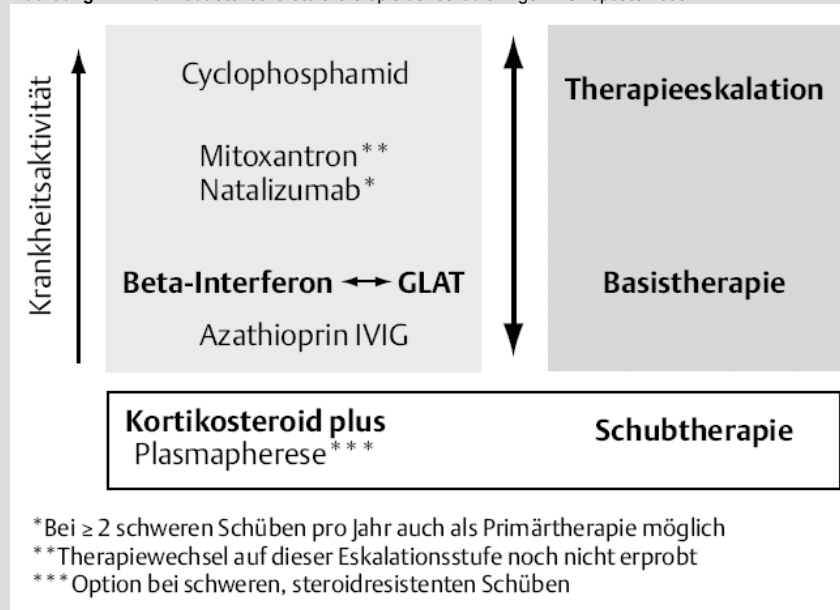 Krankheitsaktivität
Cyclophosphamid
Therapieeskalation
Mitoxantron**
Natalizumab*
Beta-Interferon ↔ GLAT
Basistherapie
Azathioprin IVIG
Kortikosteroid plus
Plasmapherese***
Schubtherapie
*Bei ≥ 2 schweren Schüben pro Jahr auch als Primärtherapie möglich
**Therapiewechsel auf dieser Eskalationsstufe noch nicht erprobt
***Option bei schweren, steroidresistenten Schüben